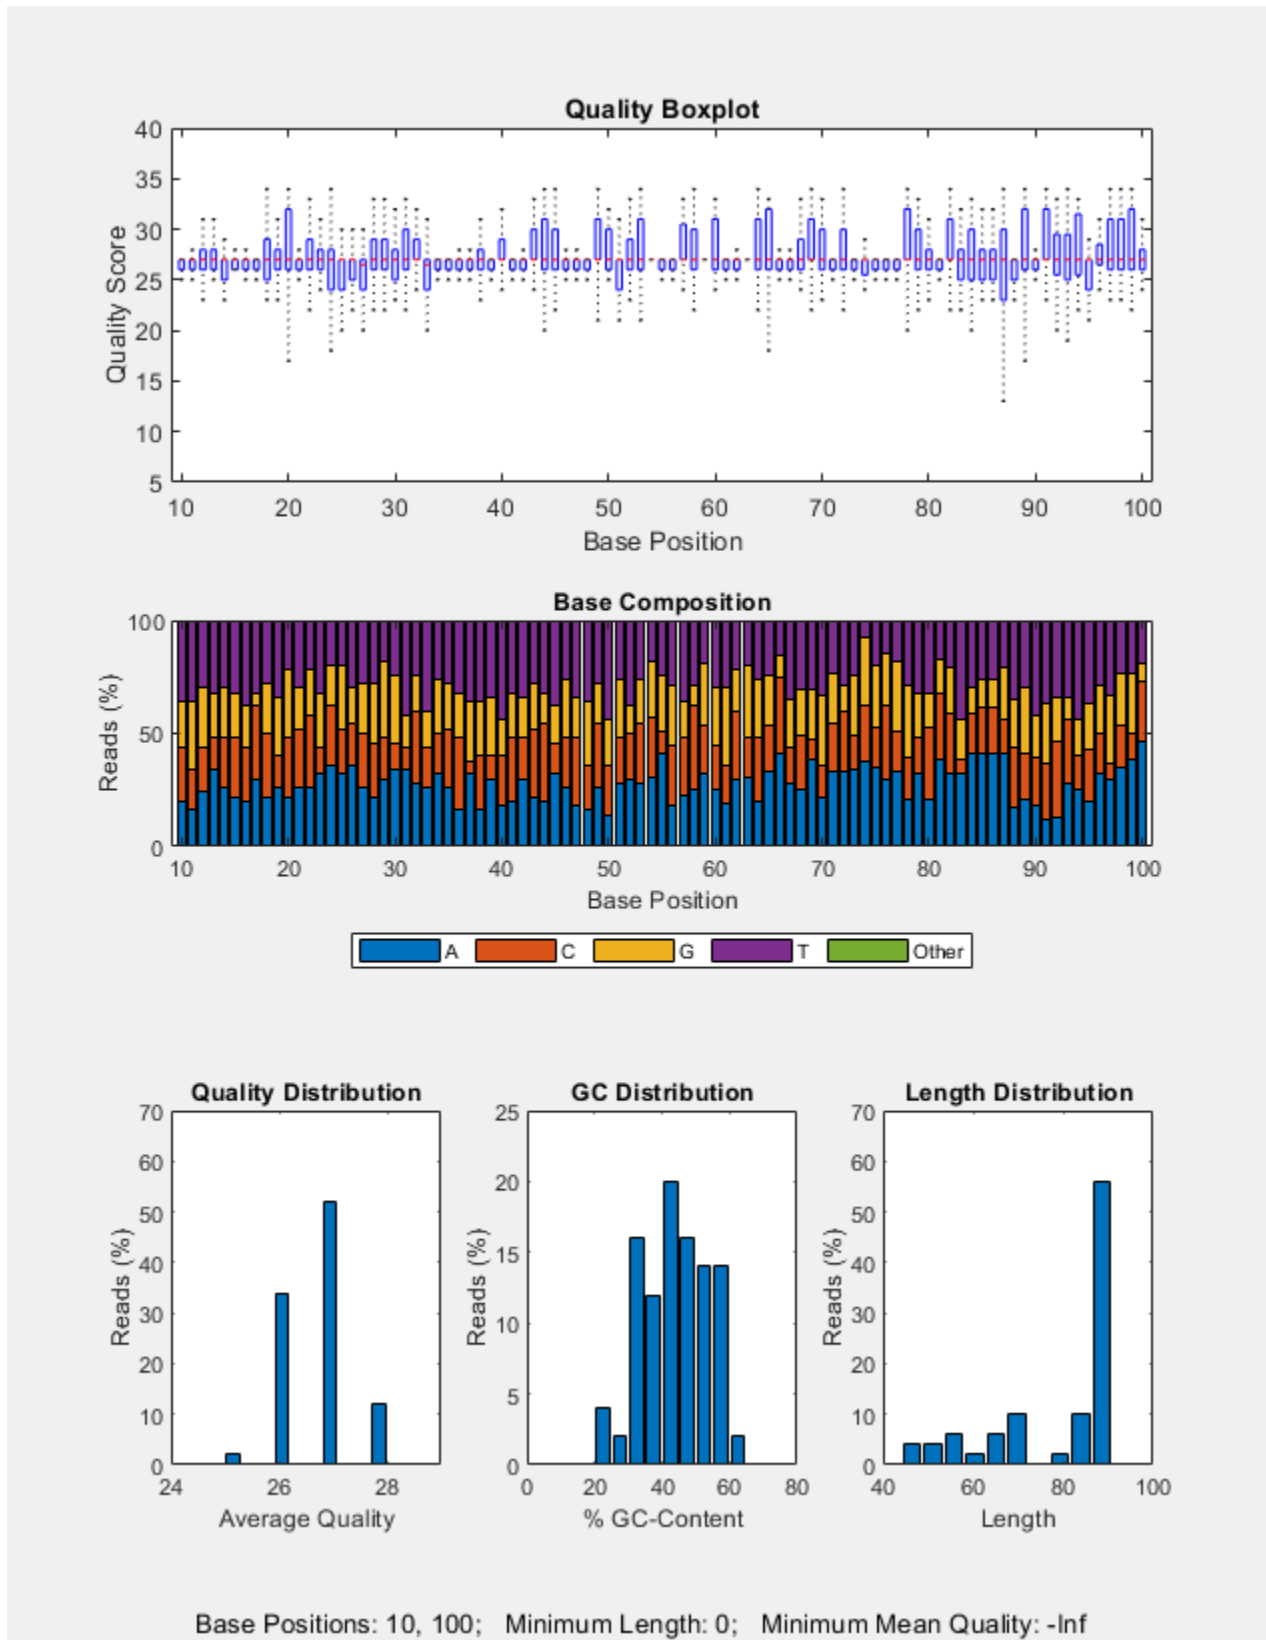 Quality Boxplot
40
35
30
25
20
15
10
5
Quality Score
10 20 30 40 50 60 70 80 90 100
Base Position
Base Composition
100
50
0
Reads (%)
10 20 30 40 50 60 70 80 90 100
Base Position
A C G T Other
Quality Distribution
70
60
50
40
30
20
10
0
Reads (%)
24 26 28
Average Quality
GC Distribution
25
20
15
10
5
0
Reads (%)
0 20 40 60 80
% GC-Content
Length Distribution
70
60
50
40
30
20
10
0
Reads (%)
40 60 80 100
Length
Base Positions: 10, 100; Minimum Length: 0; Minimum Mean Quality: -Inf